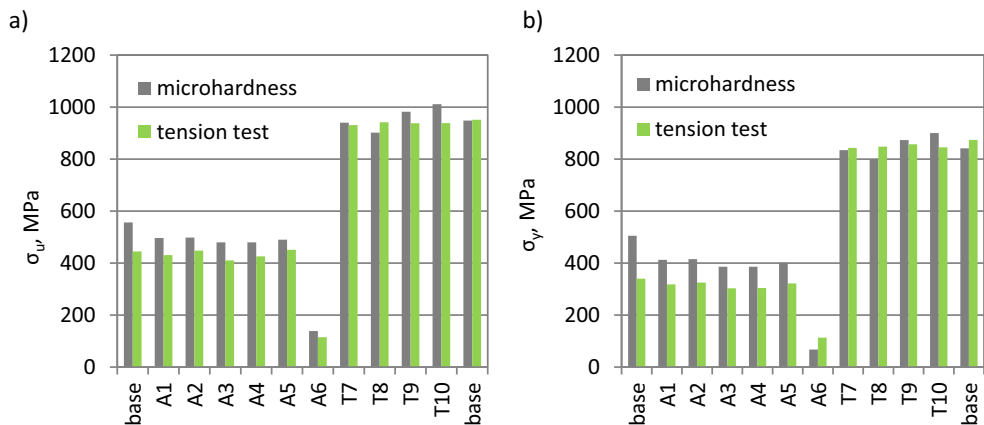 a)
1200
1000
800
600
400
200
0
σu, MPa
microhardness
tension test
base
A1
A2
A3
A4
A5
A6
T7
T8
T9
T10
base
b)
1200
1000
800
600
400
200
0
σy, MPa
microhardness
tension test
base
A1
A2
A3
A4
A5
A6
T7
T8
T9
T10
base